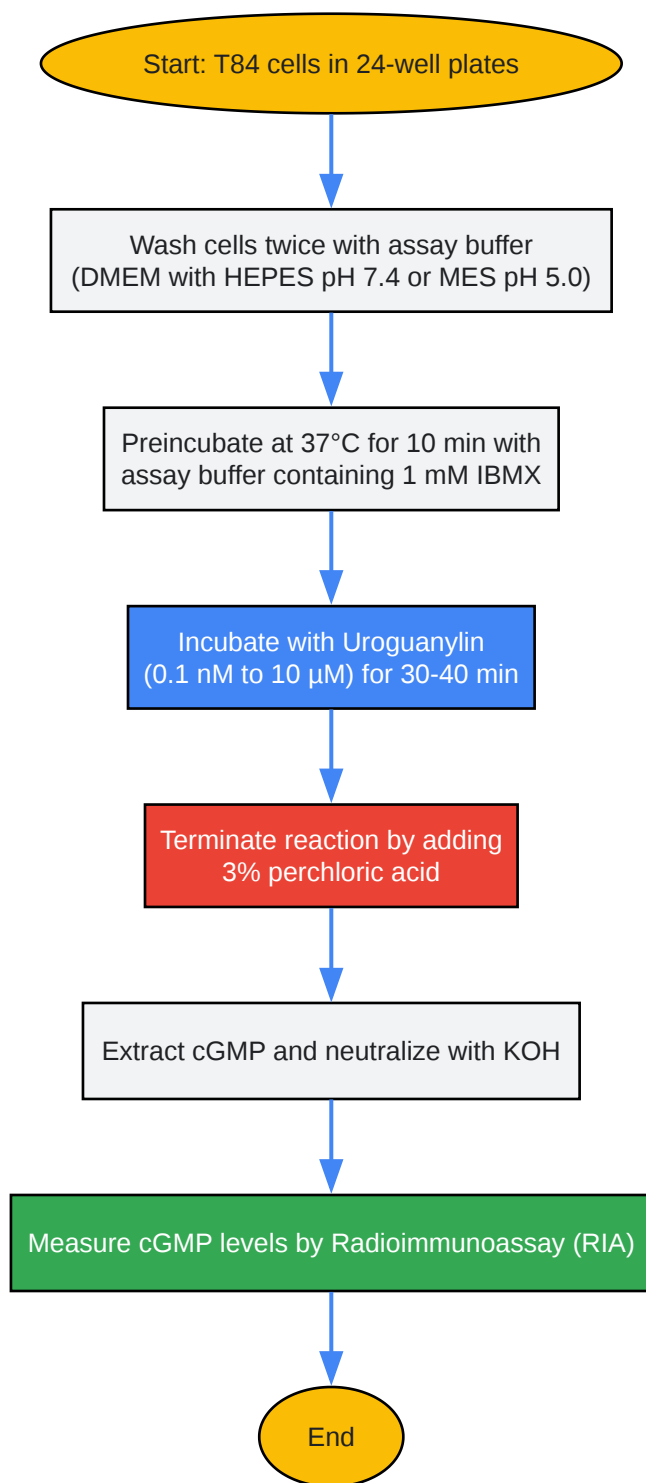 Start: T84 cells in 24-well plates
Wash cells twice with assay buffer
(DMEM with HEPES pH 7.4 or MES pH 5.0)
Preincubate at 37°C for 10 min with
assay buffer containing 1 mM IBMX
Incubate with Uroguanylin
(0.1 nM to 10 µM) for 30-40 min
Terminate reaction by adding
3% perchloric acid
Extract cGMP and neutralize with KOH
Measure cGMP levels by Radioimmunoassay (RIA)
End